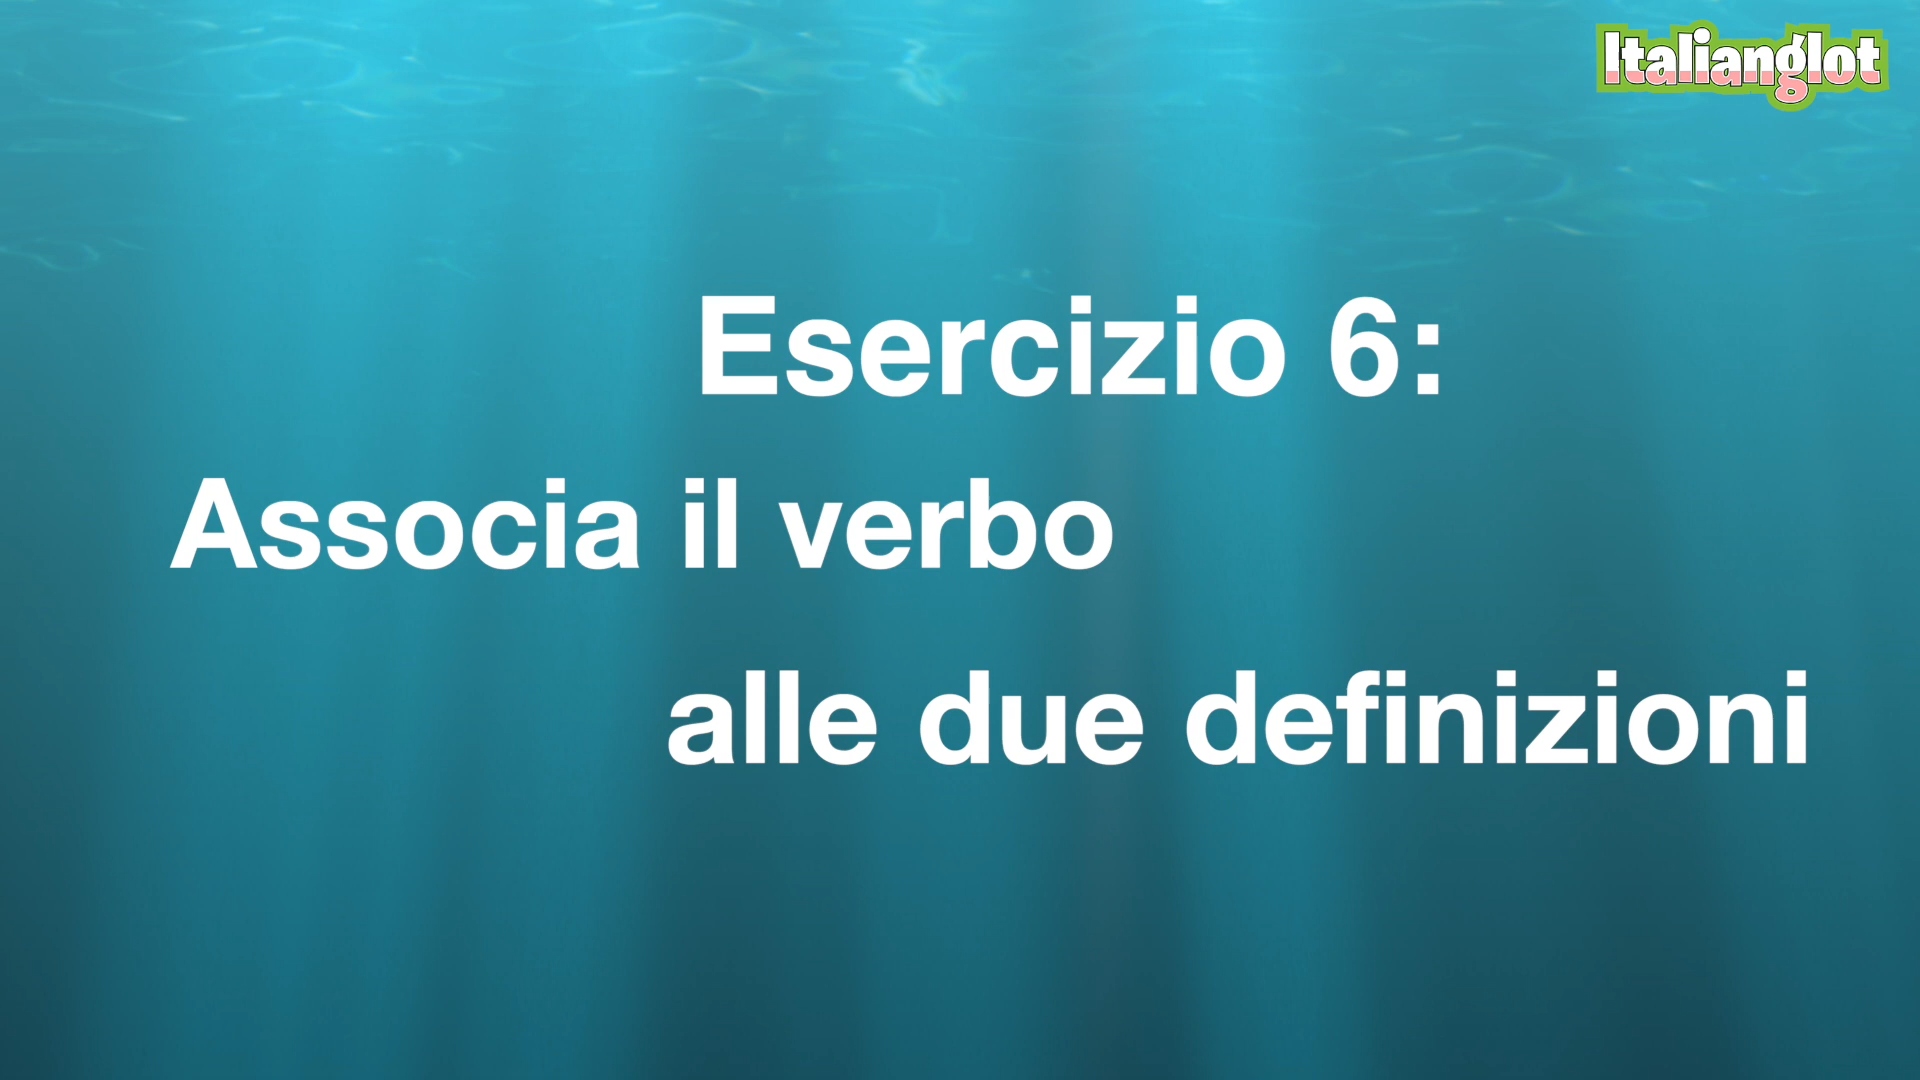 Italianglot
Esercizio 6:
Associa il verbo
alle due definizioni